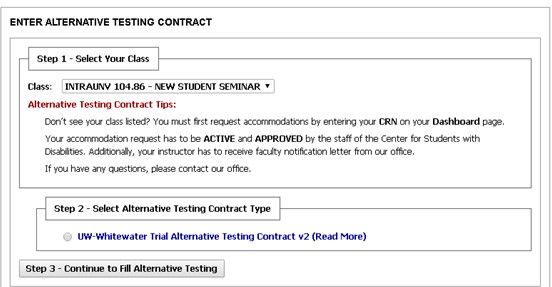 ENTER ALTERNATIVE TESTING CONTRACT
Step 1 - Select Your Class
Class: INTRAUNV 104.86 - NEW STUDENT SEMINAR
Alternative Testing Contract Tips:
Don't see your class listed? You must first request accommodations by entering your CRN on your Dashboard page.
Your accommodation request has to be ACTIVE and APPROVED by the staff of the Center for Students with
Disabilities. Additionally, your instructor has to receive faculty notification letter from our office.
If you have any questions, please contact our office.
Step 2 - Select Alternative Testing Contract Type
UW-Whitewater Trial Alternative Testing Contract v2 (Read More)
Step 3 - Continue to Fill Alternative Testing